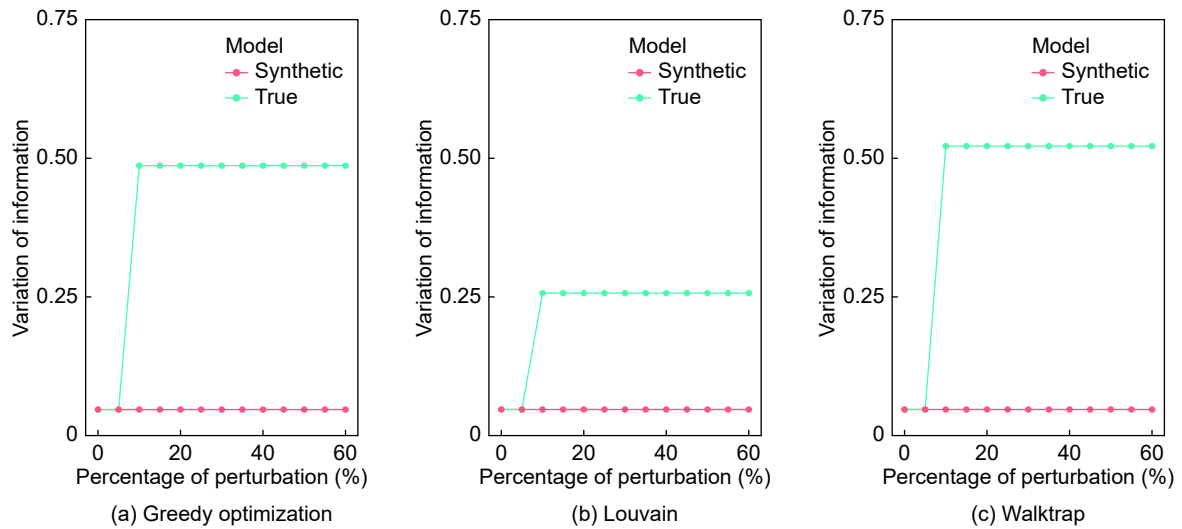 0.75
0.50
0.25
0
Variation of information
Model
Synthetic
True
0 20 40 60
Percentage of perturbation (%)
(a) Greedy optimization
0.75
0.50
0.25
0
Variation of information
Model
Synthetic
True
0 20 40 60
Percentage of perturbation (%)
(b) Louvain
0.75
0.50
0.25
0
Variation of information
Model
Synthetic
True
0 20 40 60
Percentage of perturbation (%)
(c) Walktrap